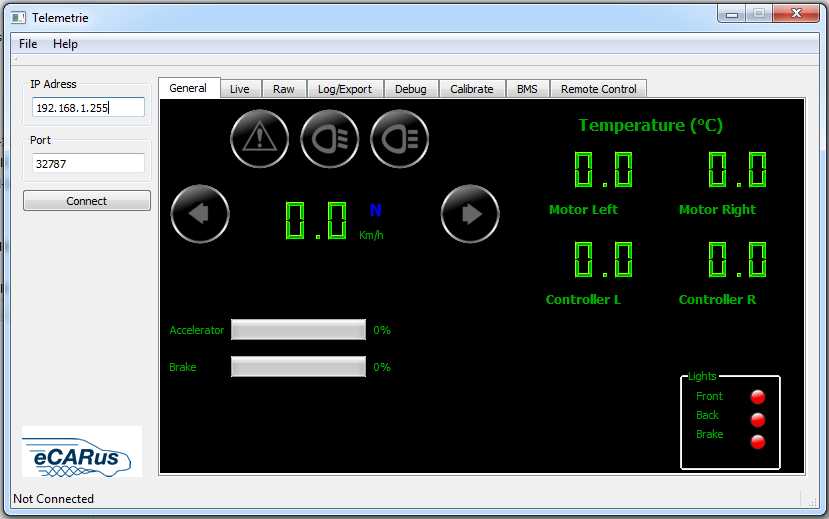 Telemetrie
File Help
IP Adress
192.168.1.255
Port
32787
Connect
General Live Raw Log/Export Debug Calibrate BMS Remote Control
Temperature (°C)
0.0 0.0
Motor Left Motor Right
0.0 N
Km/h
0.0 0.0
Controller L Controller R
Accelerator 0%
Brake 0%
Lights
Front
Back
Brake
eCARus
Not Connected